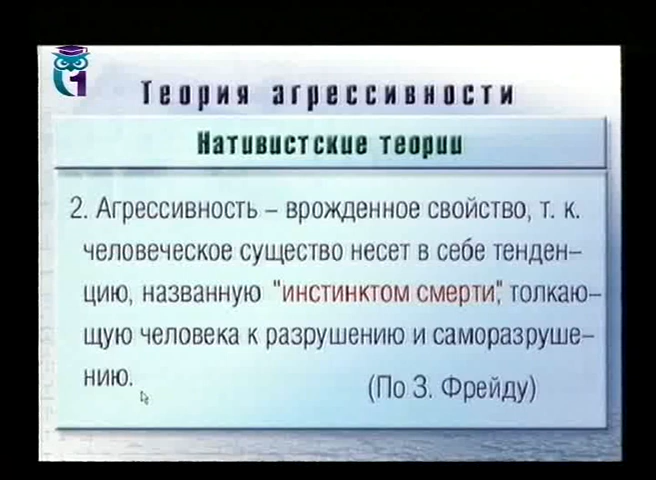 1
Теория агрессивности
Нативистские теории
2. Агрессивность – врожденное свойство, т. к.
человеческое существо несет в себе тенден–
цию, названную "инстинктом смерти", толкаю–
щую человека к разрушению и саморазруше–
нию.
(По З. Фрейду)